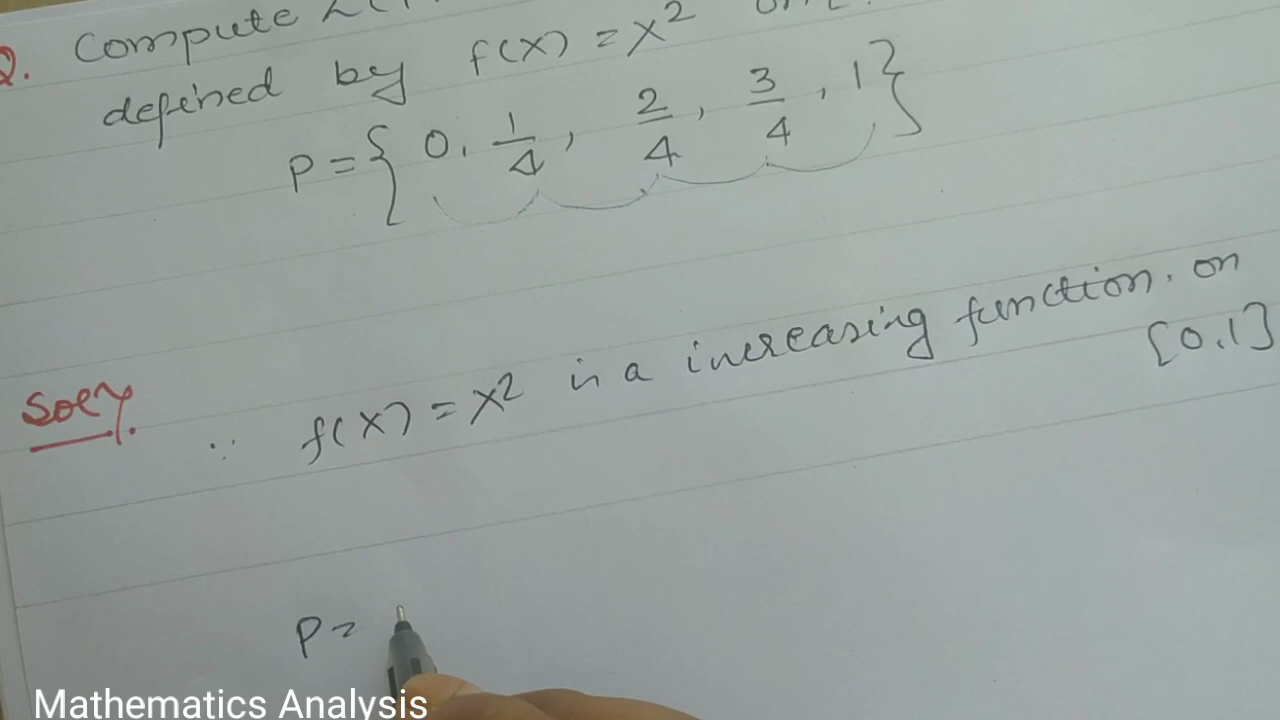 Q. Compute
defined by f(x) = x²
P = { 0, 1/4, 2/4, 3/4, 1 }
Soln. ∵ f(x) = x² is a increasing function. on
[0,1]
P =
Mathematics Analysis